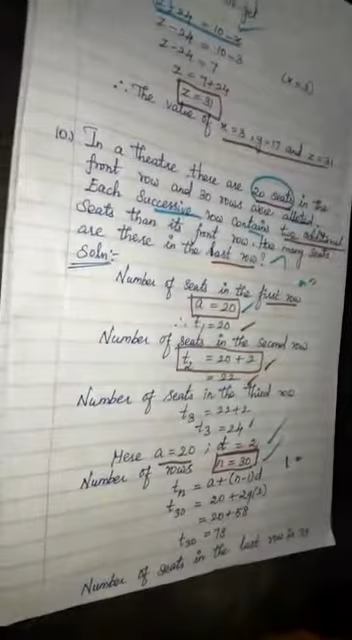 z - 24 = 10 - x
z - 24 = 10 - 3
z - 24 = 7
(x=3)
z = 7 + 24
z = 31
∴ The value of x = 3, y = 17 and z = 31
10.) In a theatre there are 20 seats in the
front row and 30 rows were alloted.
Each successive row contains two additional
seats than its front row. How many seats
are there in the last row?
Soln:-
Number of seats in the first row
a = 20
∴ t₁ = 20
Number of seats in the second row
t₂ = 20 + 2
= 22
Number of seats in the third row
t₃ = 22 + 2
t₃ = 24
Here a = 20 ; d = 2
Number of rows n = 30
tn = a + (n-1)d
t₃₀ = 20 + 29(2)
= 20 + 58
t₃₀ = 78
Number of seats in the last row is 78